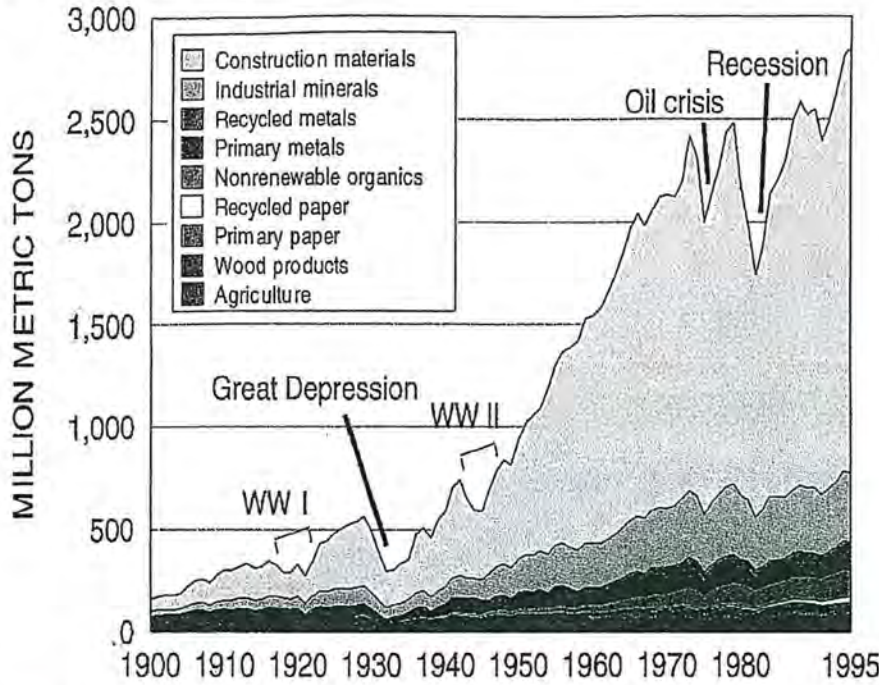 MILLION METRIC TONS
3,000
2,500
2,000
1,500
1,000
500
.0
Construction materials
Industrial minerals
Recycled metals
Primary metals
Nonrenewable organics
Recycled paper
Primary paper
Wood products
Agriculture
Recession
Oil crisis
Great Depression
WW II
WW I
1900 1910 1920 1930 1940 1950 1960 1970 1980 1995